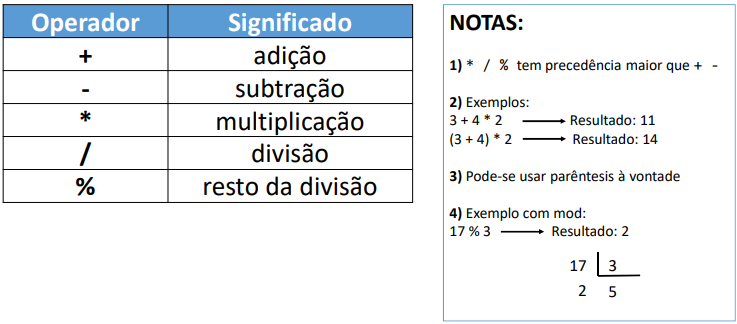 Operador Significado
+ adição
- subtração
* multiplicação
/ divisão
% resto da divisão
NOTAS:
1) * / % tem precedência maior que + -
2) Exemplos:
3 + 4 * 2 Resultado: 11
(3 + 4) * 2 Resultado: 14
3) Pode-se usar parêntesis à vontade
4) Exemplo com mod:
17 % 3 Resultado: 2
17 3
2 5